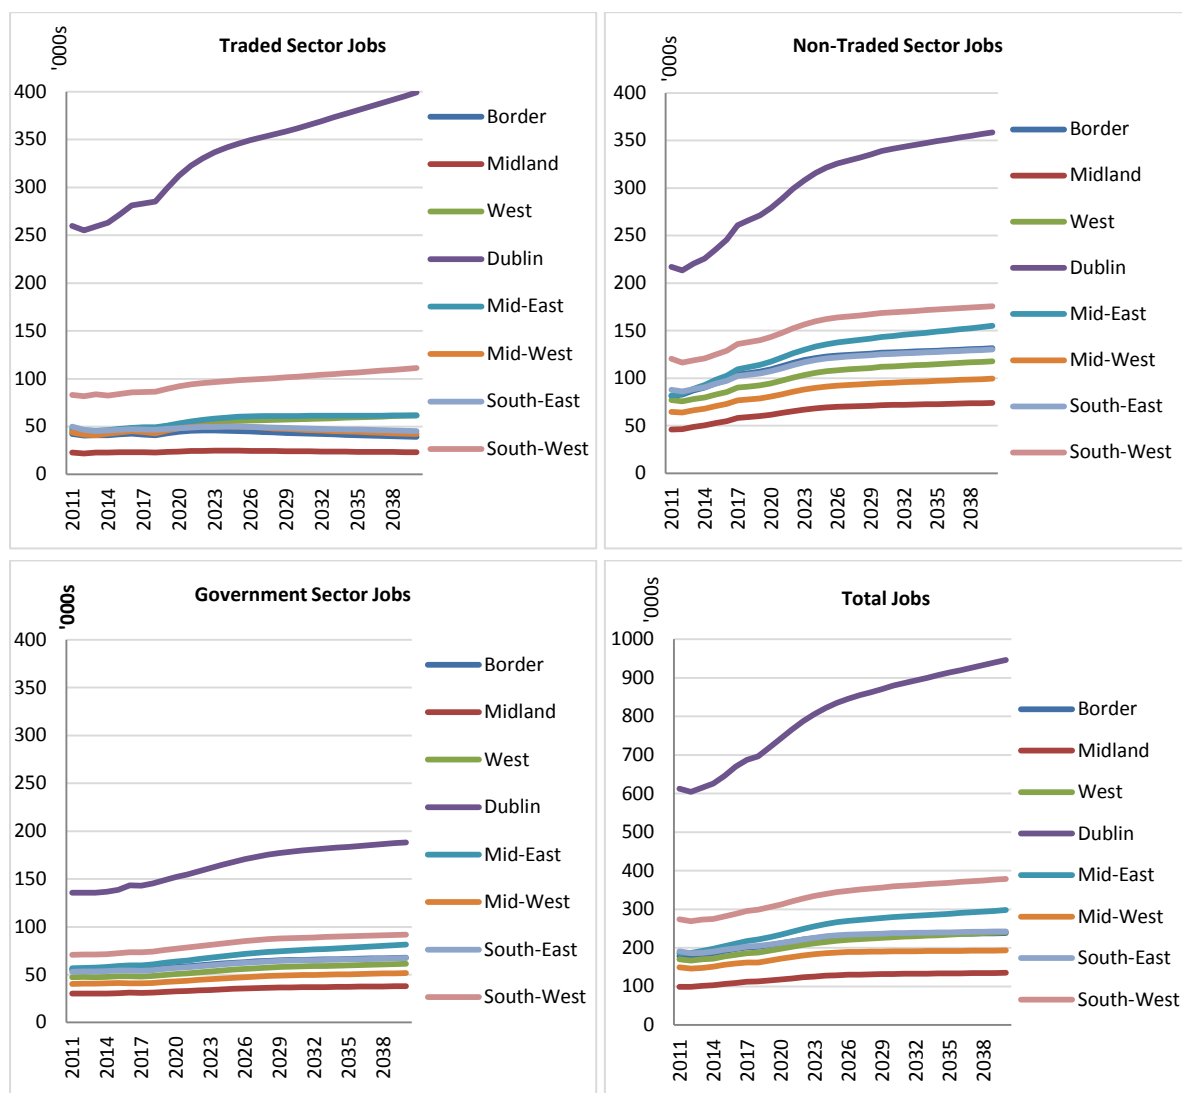 Traded Sector Jobs
'000s
400
350
300
250
200
150
100
50
0
2011
2014
2017
2020
2023
2026
2029
2032
2035
2038
Border
Midland
West
Dublin
Mid-East
Mid-West
South-East
South-West
Non-Traded Sector Jobs
'000s
400
350
300
250
200
150
100
50
0
2011
2014
2017
2020
2023
2026
2029
2032
2035
2038
Border
Midland
West
Dublin
Mid-East
Mid-West
South-East
South-West
Government Sector Jobs
'000s
400
350
300
250
200
150
100
50
0
2011
2014
2017
2020
2023
2026
2029
2032
2035
2038
Border
Midland
West
Dublin
Mid-East
Mid-West
South-East
South-West
Total Jobs
'000s
1000
900
800
700
600
500
400
300
200
100
0
2011
2014
2017
2020
2023
2026
2029
2032
2035
2038
Border
Midland
West
Dublin
Mid-East
Mid-West
South-East
South-West